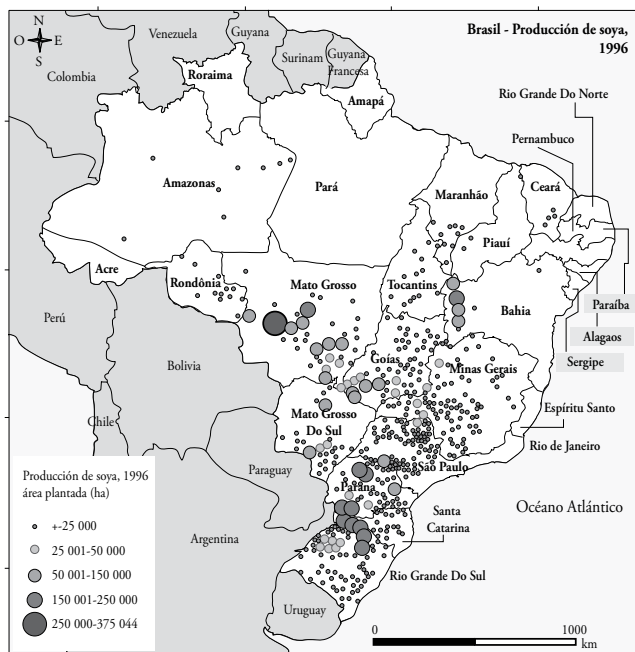 Brasil - Producción de soya,
1996
N
O E
S
Venezuela
Guyana
Surinam
Guyana
Francesa
Colombia
Roraima
Amapá
Rio Grande Do Norte
Pernambuco
Amazonas
Pará
Maranhão
Ceará
Piauí
Acre
Rondônia
Mato Grosso
Tocantins
Bahia
Paraíba
Alagaos
Sergipe
Perú
Bolivia
Goías
Minas Gerais
Mato Grosso
Do Sul
Espíritu Santo
Rio de Janeiro
Chile
Paraguay
São Paulo
Parana
Santa
Catarina
Océano Atlántico
Argentina
Rio Grande Do Sul
Uruguay
Producción de soya, 1996
área plantada (ha)
+-25 000
25 001-50 000
50 001-150 000
150 001-250 000
250 000-375 044
0 1000
km